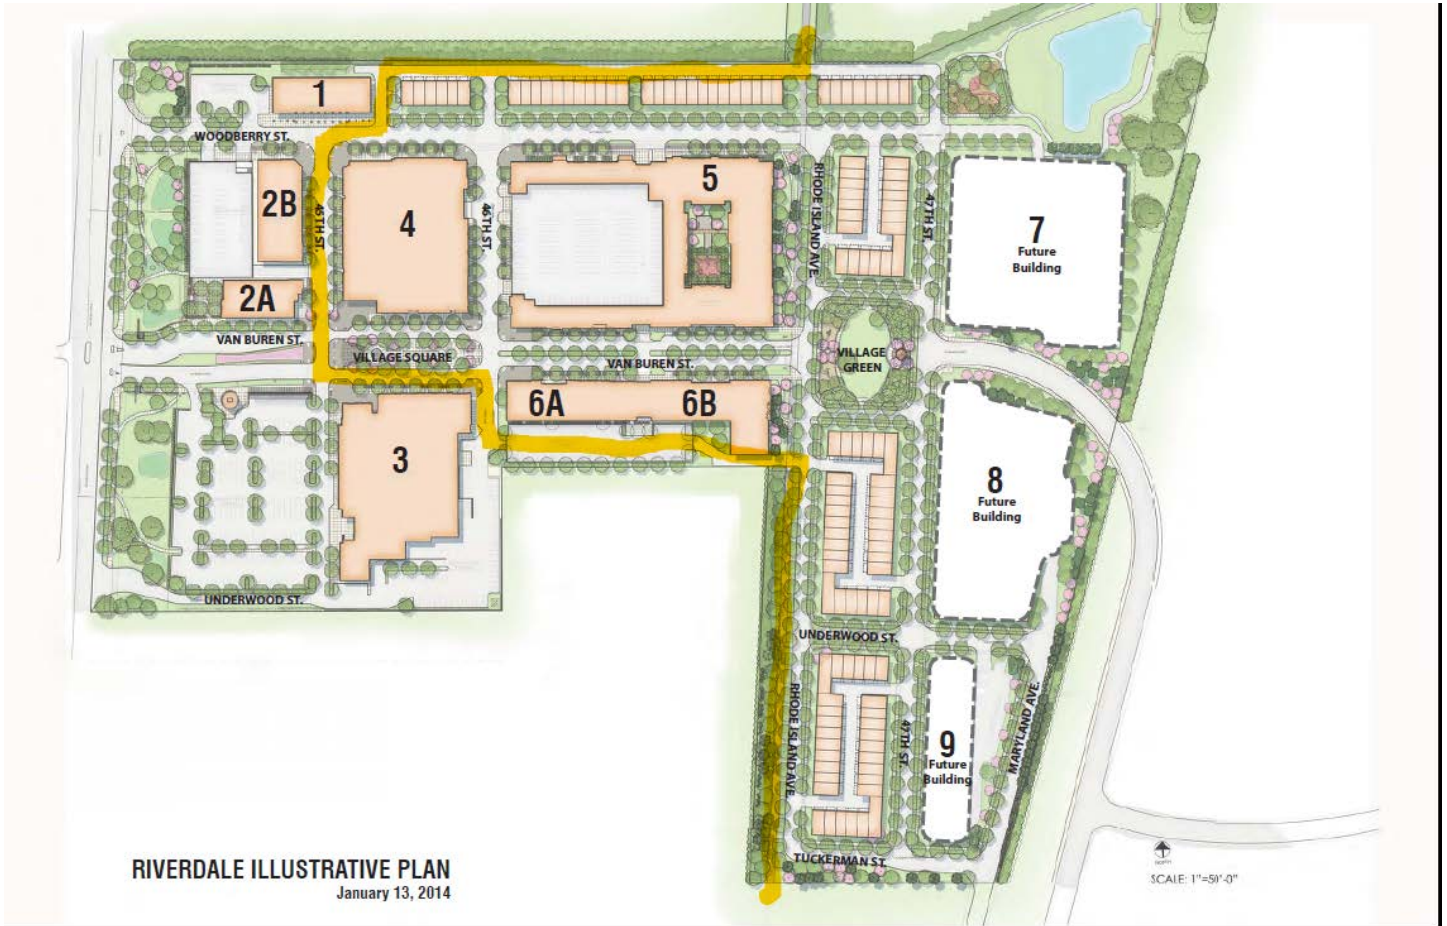 1
WOODBERRY ST.
2B
45TH ST.
4
46TH ST.
5
RHODE ISLAND AVE.
47TH ST.
7
Future
Building
2A
VAN BUREN ST.
VILLAGE SQUARE
VAN BUREN ST.
VILLAGE
GREEN
6A
6B
3
8
Future
Building
UNDERWOOD ST.
UNDERWOOD ST.
RHODE ISLAND AVE.
47TH ST.
9
Future
Building
MARYLAND AVE.
TUCKERMAN ST.
RIVERDALE ILLUSTRATIVE PLAN
January 13, 2014
NORTH
SCALE: 1"=50'-0"